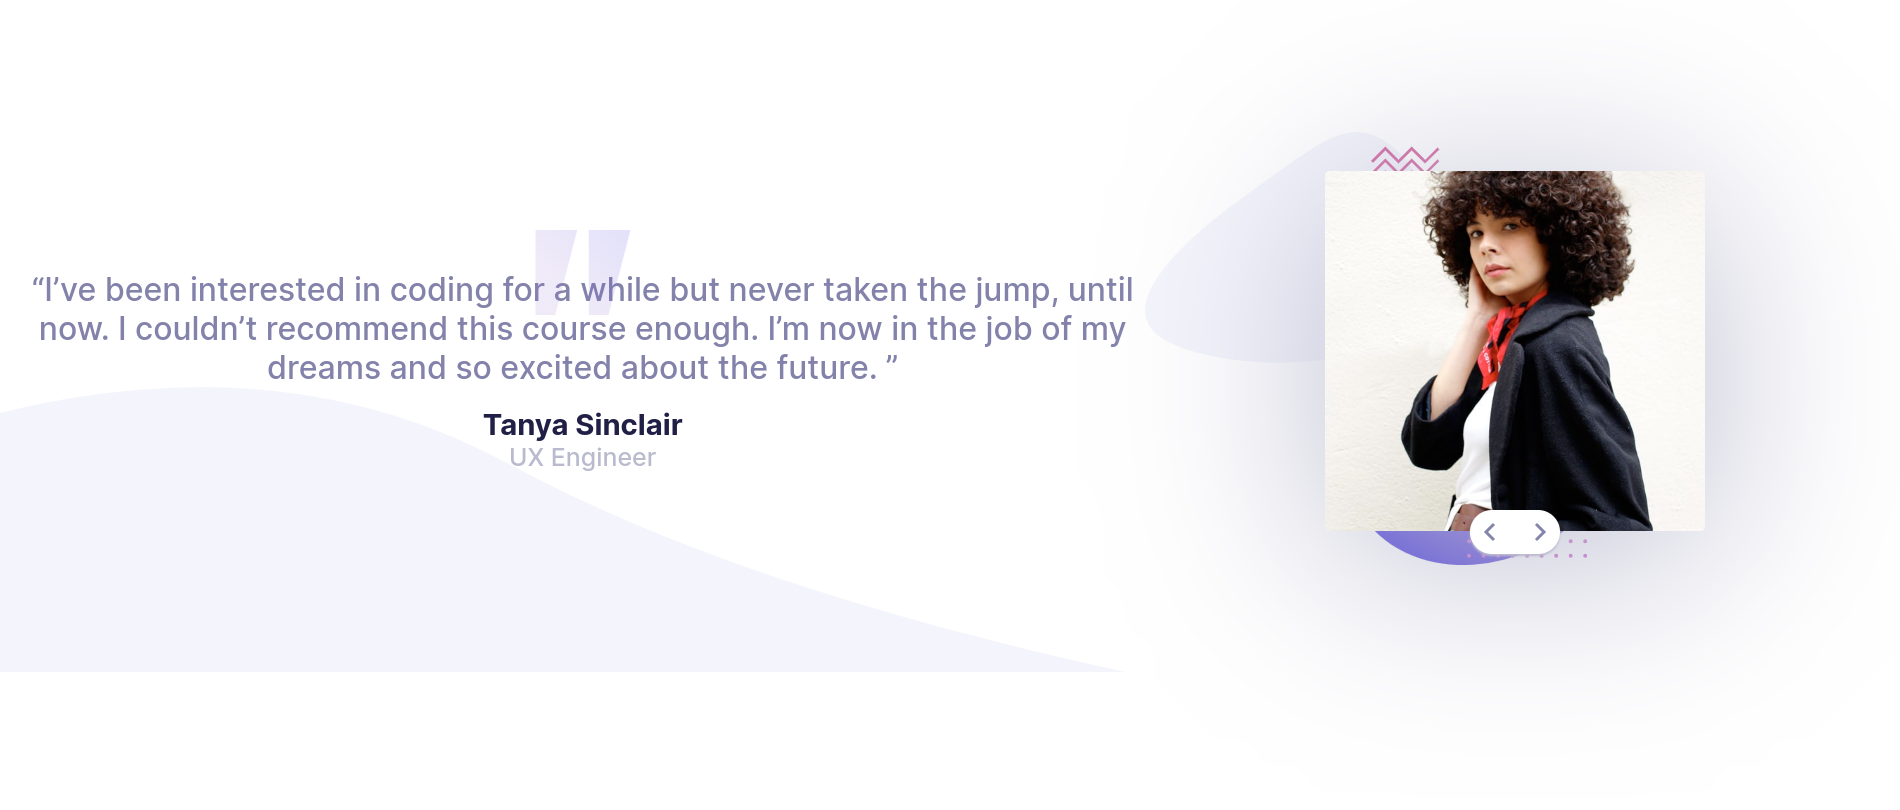 “I’ve been interested in coding for a while but never taken the jump, until
now. I couldn’t recommend this course enough. I’m now in the job of my
dreams and so excited about the future. ”
Tanya Sinclair
UX Engineer